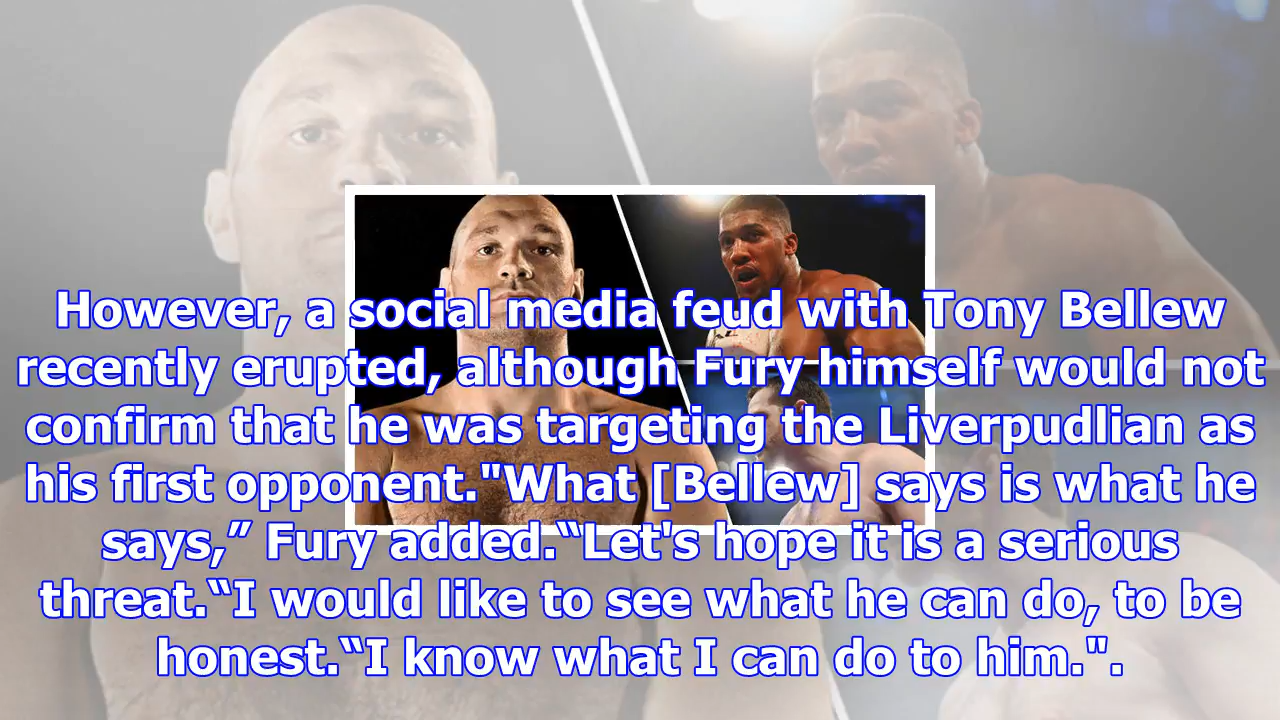 However, a social media feud with Tony Bellew
recently erupted, although Fury himself would not
confirm that he was targeting the Liverpudlian as
his first opponent."What [Bellew] says is what he
says,” Fury added.“Let's hope it is a serious
threat.“I would like to see what he can do, to be
honest.“I know what I can do to him.".